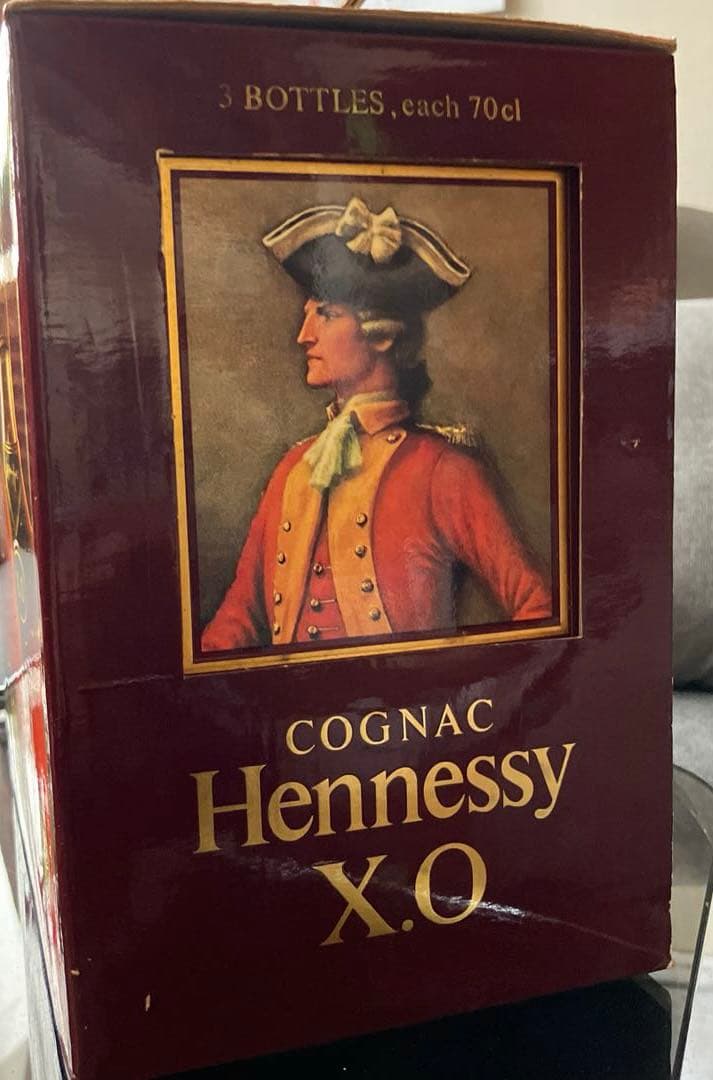 3 BOTTLES, each 70cl
COGNAC
Hennessy
X.O